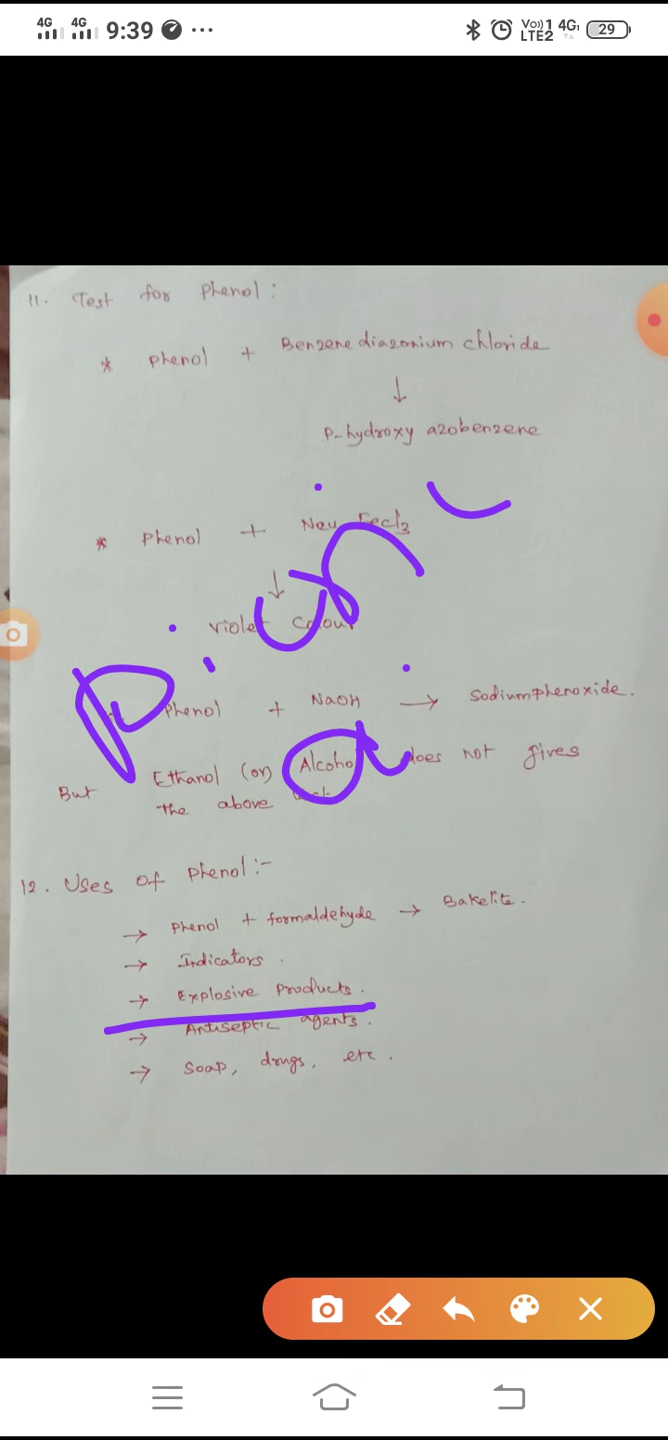 4G 4G 9:39 ... Vo)) 1 4G LTE2 29
11. Test for Phenol :
* phenol + Benzene diazonium chloride
↓
P-hydroxy azobenzene
* Phenol + Neu Fecl3
↓
violet colour
Phenol + NaOH → Sodiumphenoxide.
But Ethanol (or) Alcohol does not gives
the above
12. Uses of phenol :-
→ Phenol + formaldehyde → Bakelite.
→ Indicators.
→ Explosive Products.
→ Antiseptic agents.
→ Soap, drugs, etc.